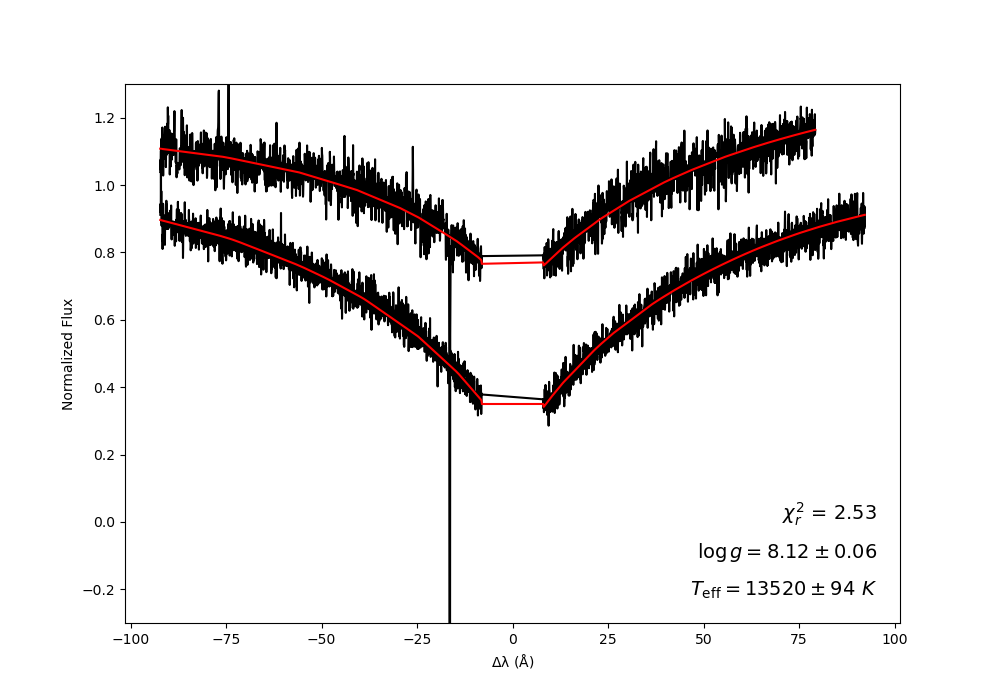 1.2
1.0
0.8
0.6
0.4
0.2
0.0
−0.2
Normalized Flux
χ²ᵣ = 2.53
log g = 8.12 ± 0.06
T_eff = 13520 ± 94 K
−100 −75 −50 −25 0 25 50 75 100
Δλ (Å)